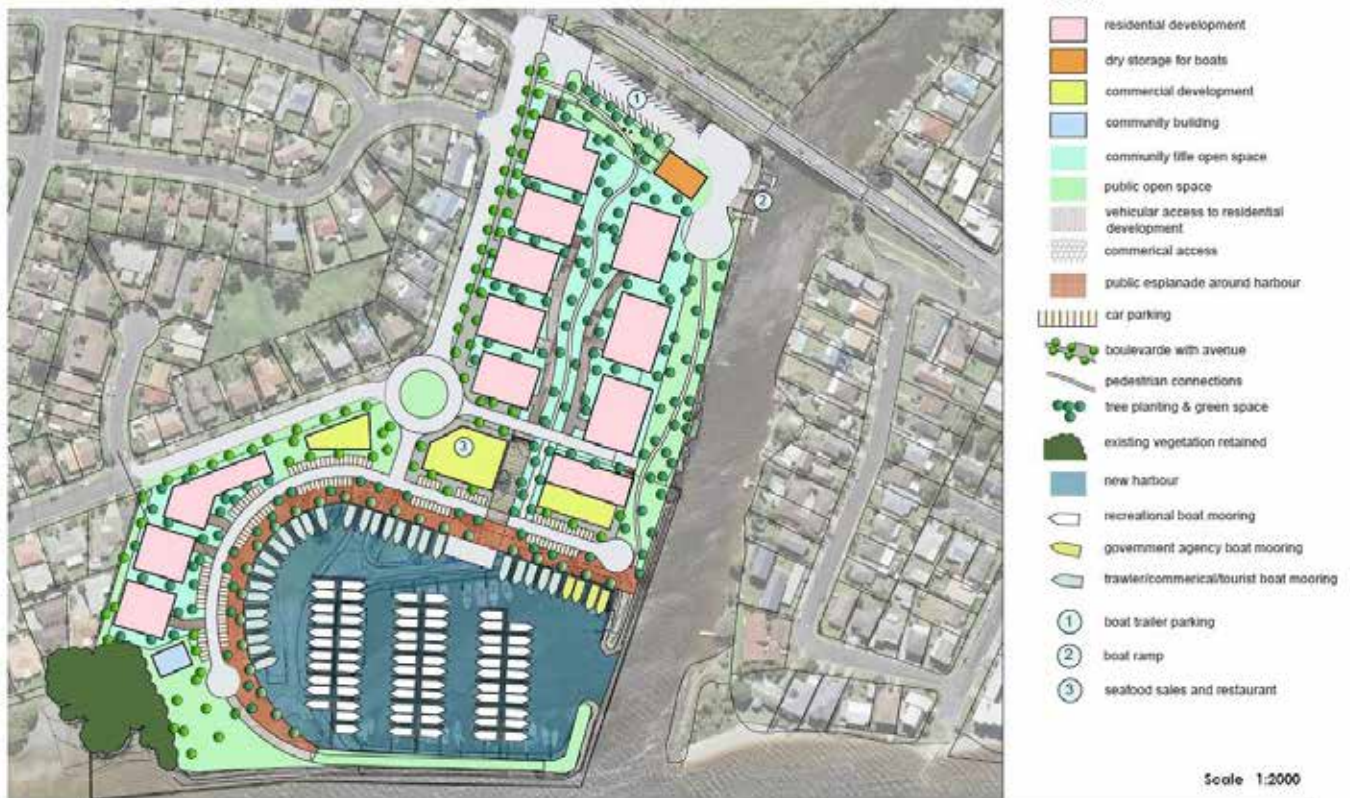 residential development
dry storage for boats
commercial development
community building
community title open space
public open space
vehicular access to residential
development
commerical access
public esplanade around harbour
car parking
boulevarde with avenue
pedestrian connections
tree planting & green space
existing vegetation retained
new harbour
recreational boat mooring
government agency boat mooring
trawler/commerical/tourist boat mooring
1 boat trailer parking
2 boat ramp
3 seafood sales and restaurant
Scale 1:2000
1
2
3